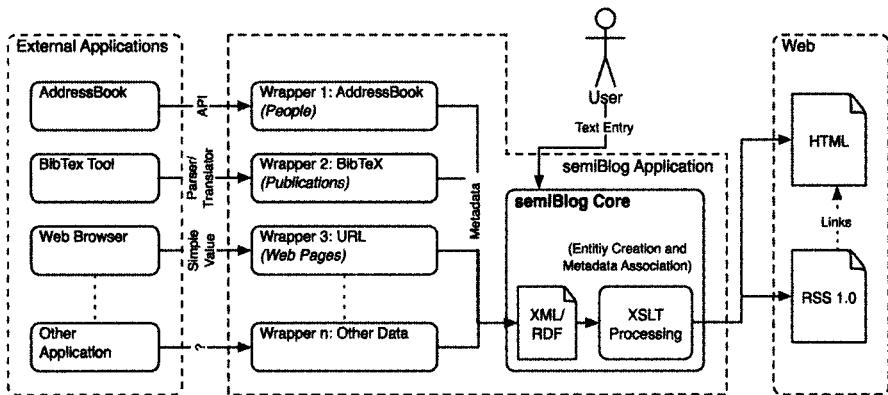 External Applications
AddressBook
BibTex Tool
Web Browser
Other
Application
API
Parser/
Translator
Simple
Value
?
Wrapper 1: AddressBook
(People)
Wrapper 2: BibTeX
(Publications)
Wrapper 3: URL
(Web Pages)
Wrapper n: Other Data
Metadata
User
Text Entry
semiBlog Application
semiBlog Core
(Entitiy Creation and
Metadata Association)
XML/
RDF
XSLT
Processing
Web
HTML
Links
RSS 1.0